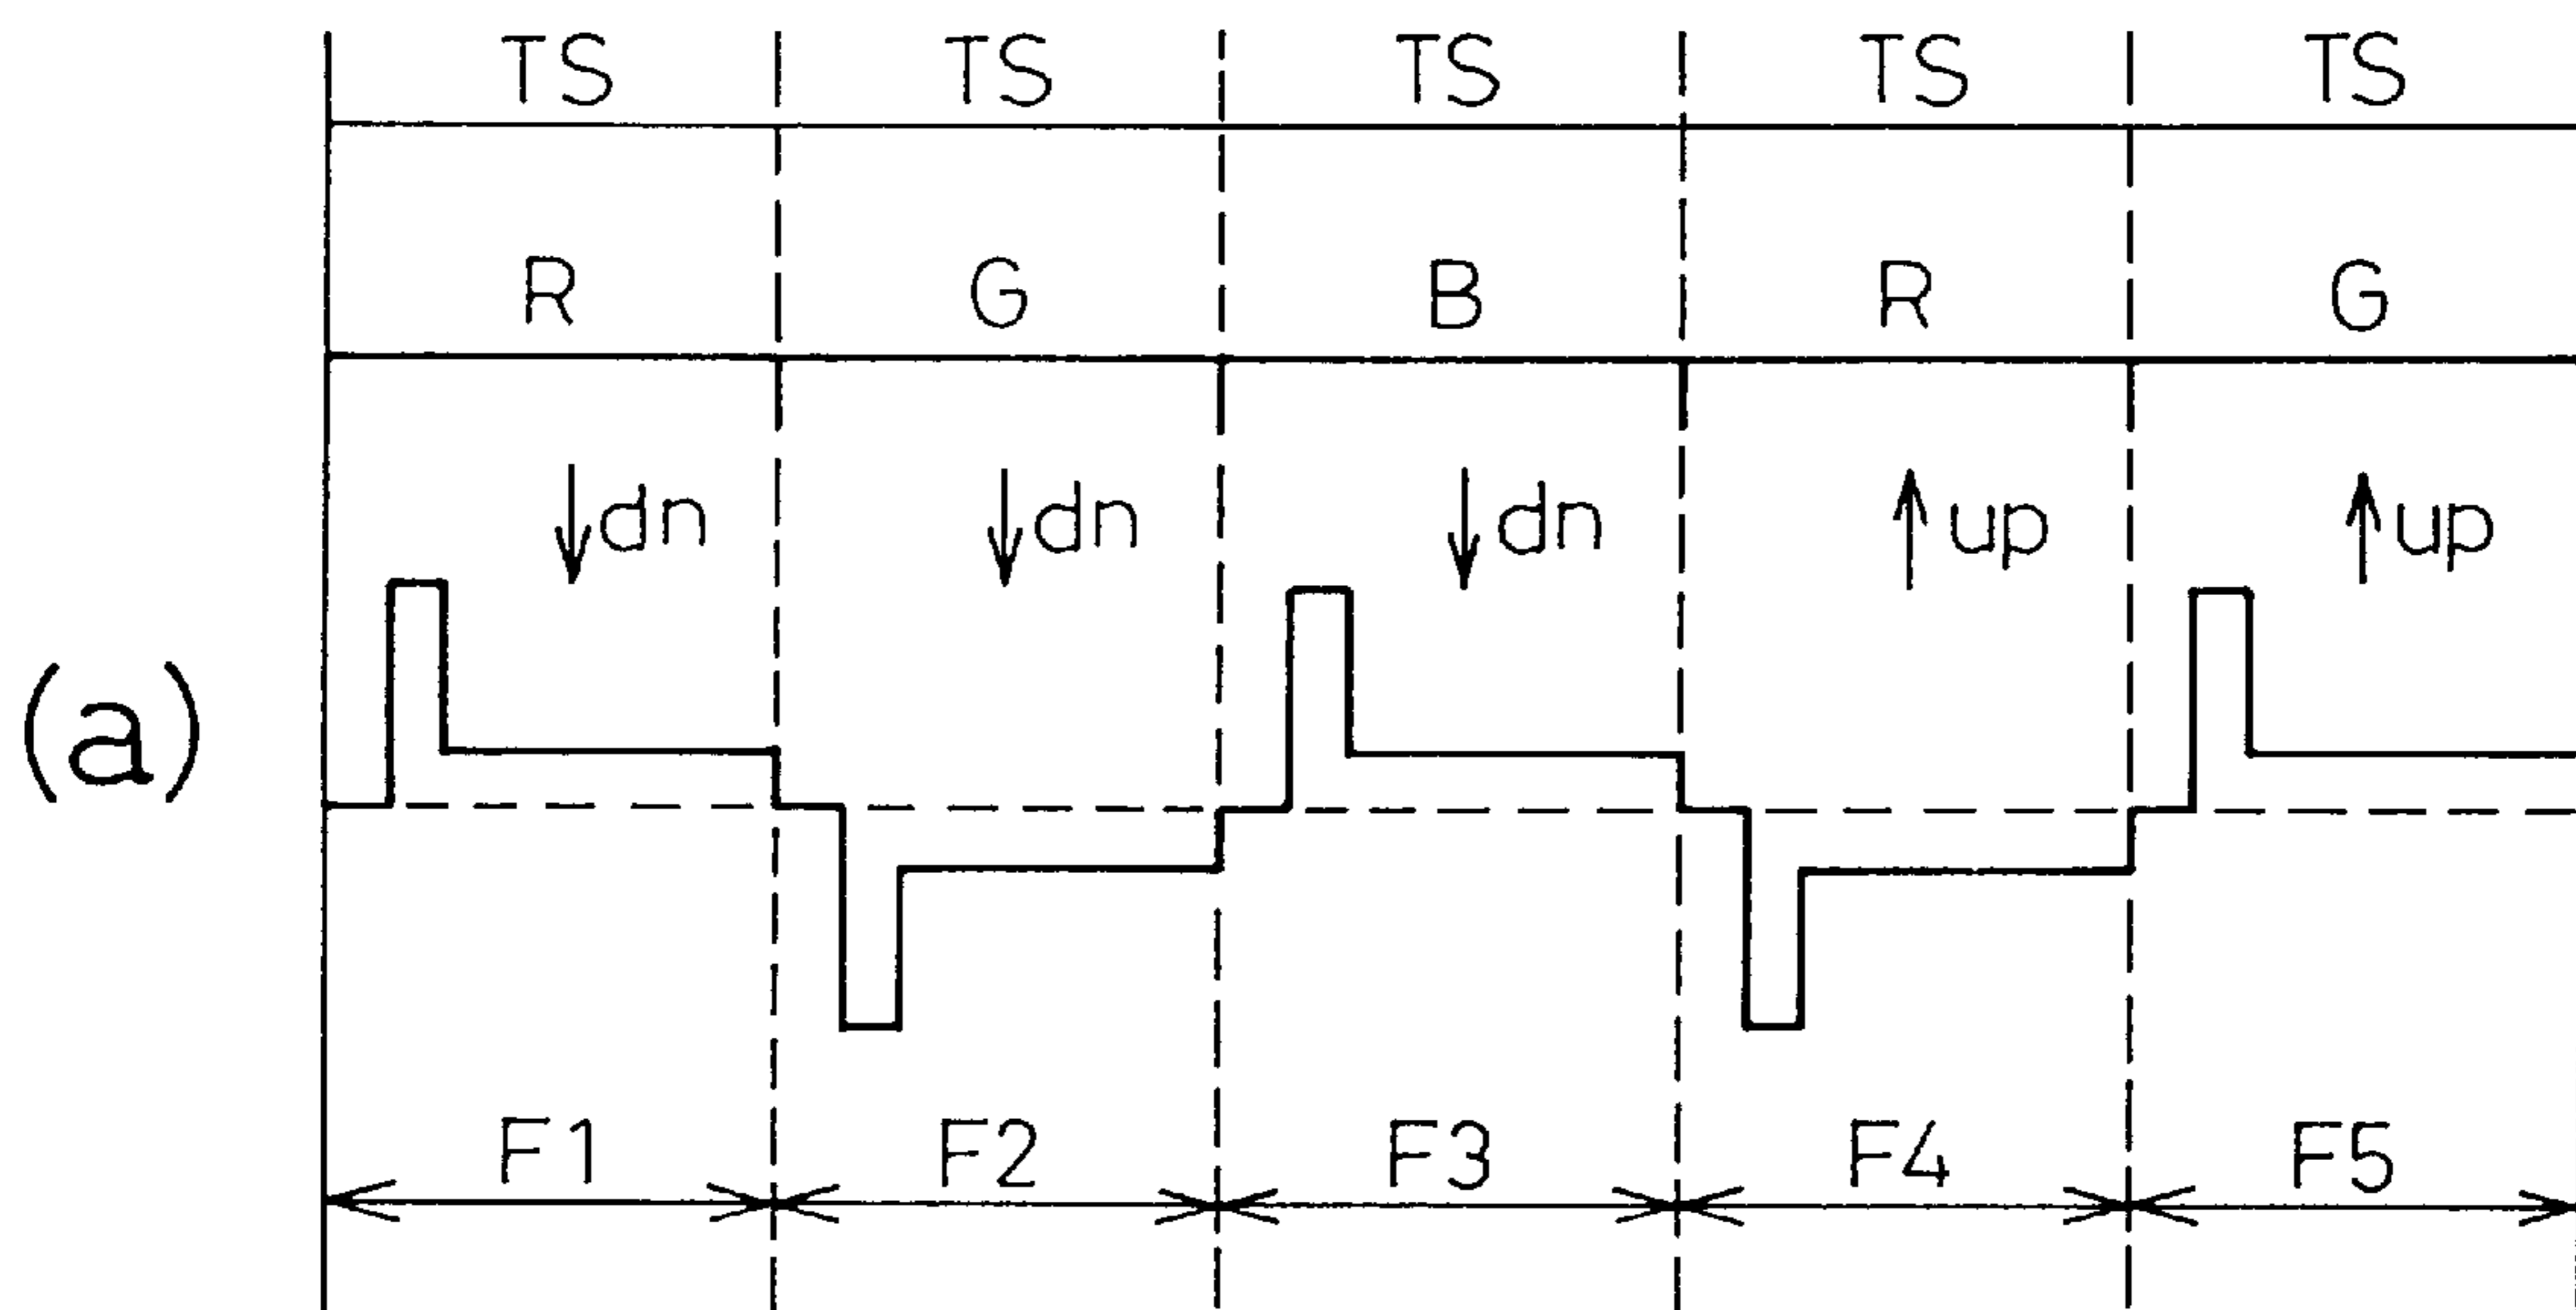 TS TS TS TS TS
R G B R G
dn dn dn up up
(a)
F1 F2 F3 F4 F5